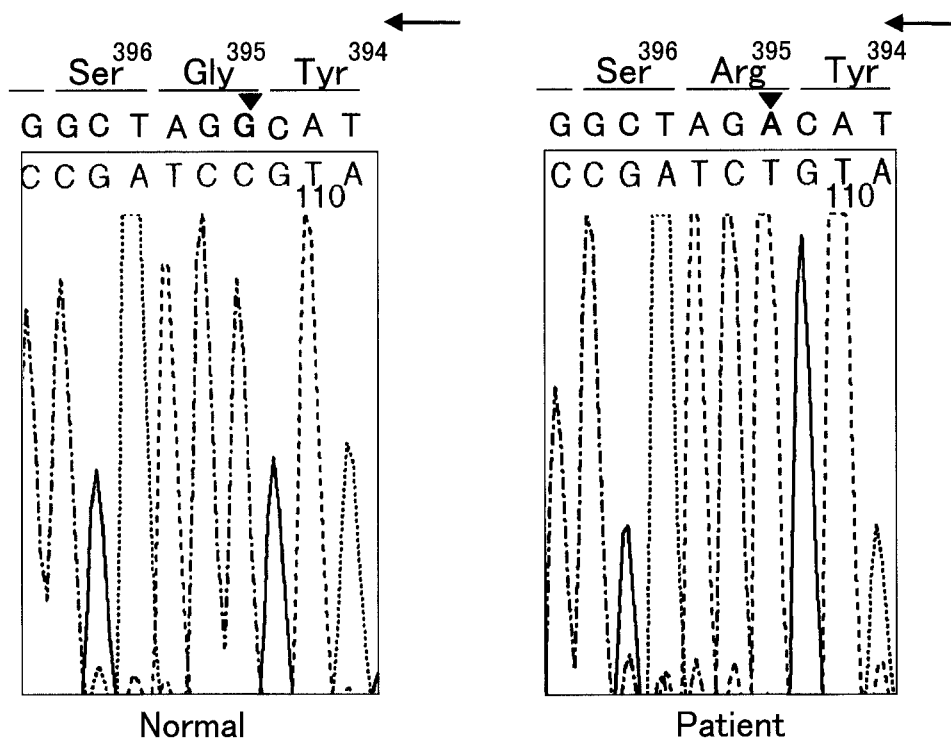 Ser396 Gly395 Tyr394
G G C T A G G C A T
C C G A T C C G T A
110
Normal
Ser396 Arg395 Tyr394
G G C T A G A C A T
C C G A T C T G T A
110
Patient